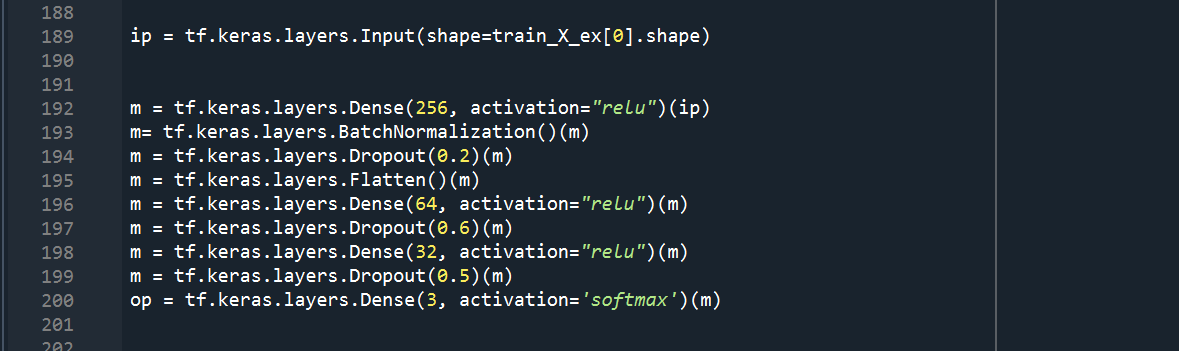 188
189 ip = tf.keras.layers.Input(shape=train_X_ex[0].shape)
190
191
192 m = tf.keras.layers.Dense(256, activation="relu")(ip)
193 m= tf.keras.layers.BatchNormalization()(m)
194 m = tf.keras.layers.Dropout(0.2)(m)
195 m = tf.keras.layers.Flatten()(m)
196 m = tf.keras.layers.Dense(64, activation="relu")(m)
197 m = tf.keras.layers.Dropout(0.6)(m)
198 m = tf.keras.layers.Dense(32, activation="relu")(m)
199 m = tf.keras.layers.Dropout(0.5)(m)
200 op = tf.keras.layers.Dense(3, activation='softmax')(m)
201
202